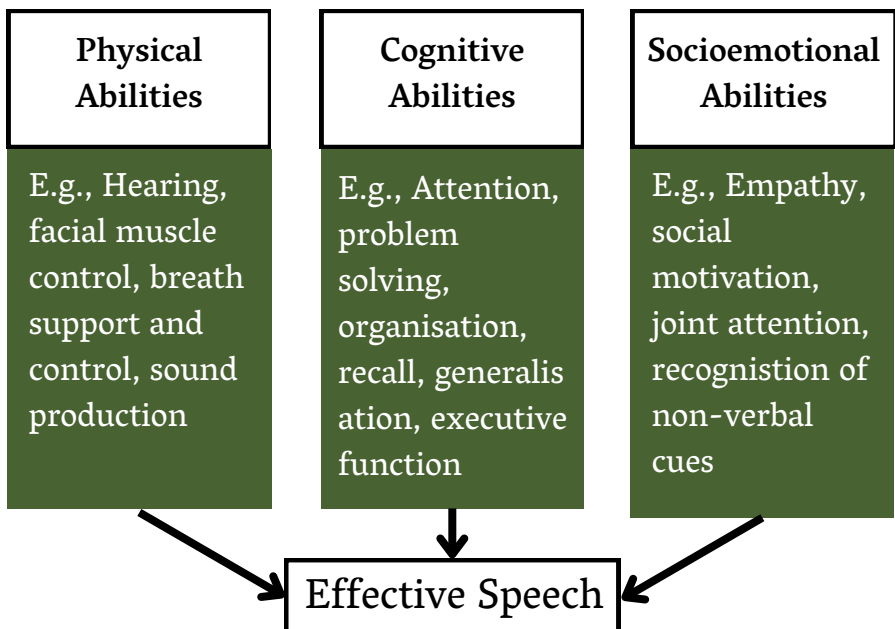 Physical
Abilities
E.g., Hearing,
facial muscle
control, breath
support and
control, sound
production
Cognitive
Abilities
E.g., Attention,
problem
solving,
organisation,
recall, generalis
ation, executive
function
Socioemotional
Abilities
E.g., Empathy,
social
motivation,
joint attention,
recognistion of
non-verbal
cues
Effective Speech